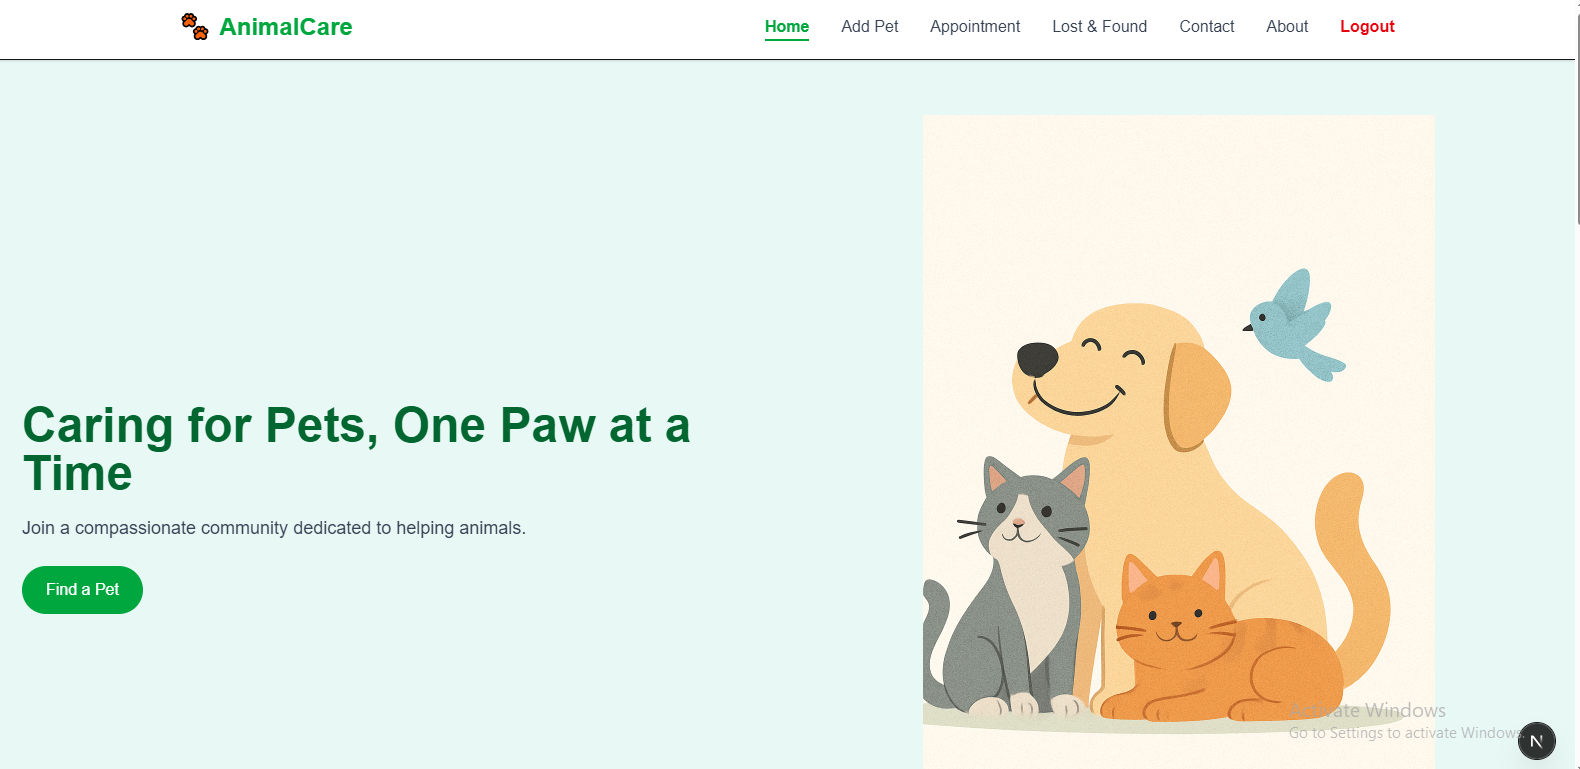 AnimalCare
Home Add Pet Appointment Lost & Found Contact About Logout
Caring for Pets, One Paw at a
Time
Join a compassionate community dedicated to helping animals.
Find a Pet
Activate Windows
Go to Settings to activate Windows.
N